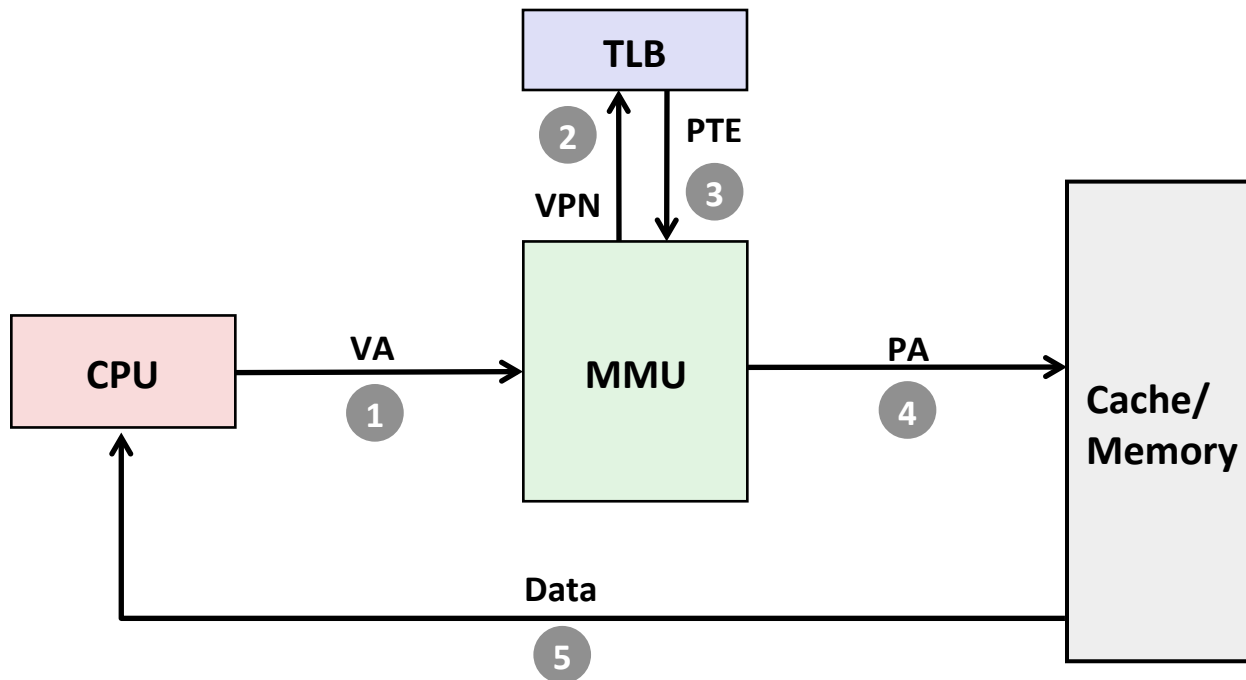 TLB
2
PTE
3
VPN
CPU
VA
1
MMU
PA
4
Cache/
Memory
Data
5